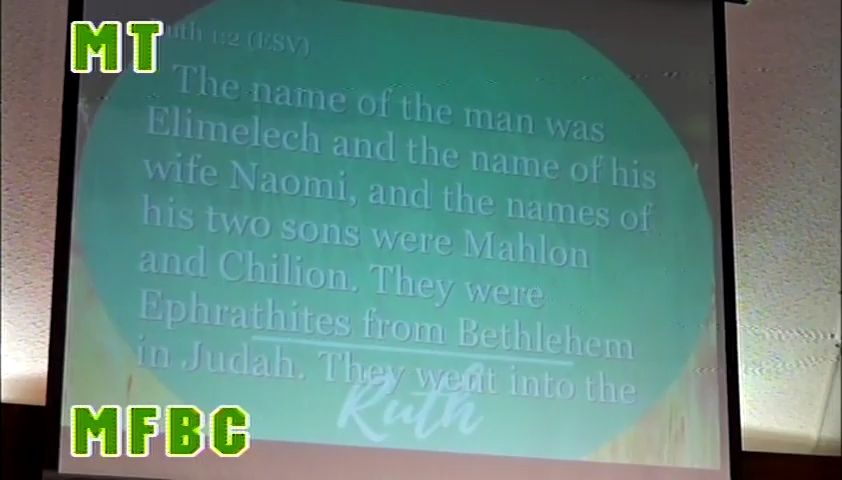 MT
uth 1:2 (ESV)
The name of the man was
Elimelech and the name of his
wife Naomi, and the names of
his two sons were Mahlon
and Chilion. They were
Ephrathites from Bethlehem
in Judah. They went into the
Ruth
MFBC